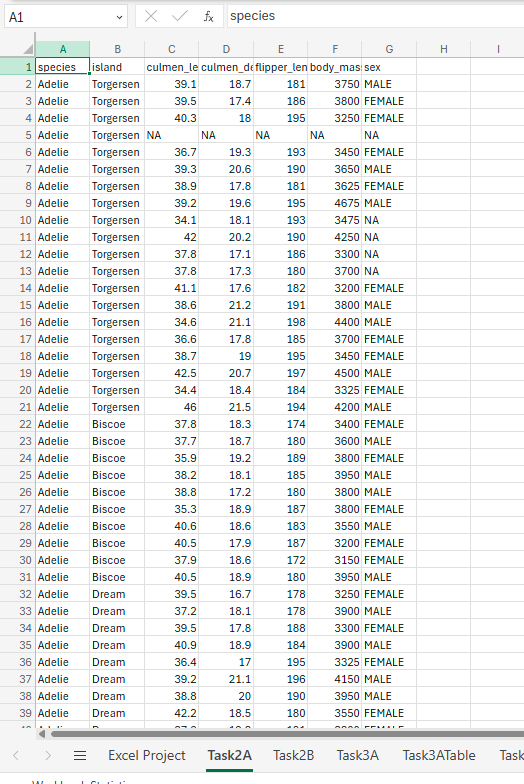 A1 fx species
A B C D E F G H I
1 species island culmen_le culmen_de flipper_len body_mas sex
2 Adelie Torgersen 39.1 18.7 181 3750 MALE
3 Adelie Torgersen 39.5 17.4 186 3800 FEMALE
4 Adelie Torgersen 40.3 18 195 3250 FEMALE
5 Adelie Torgersen NA NA NA NA NA
6 Adelie Torgersen 36.7 19.3 193 3450 FEMALE
7 Adelie Torgersen 39.3 20.6 190 3650 MALE
8 Adelie Torgersen 38.9 17.8 181 3625 FEMALE
9 Adelie Torgersen 39.2 19.6 195 4675 MALE
10 Adelie Torgersen 34.1 18.1 193 3475 NA
11 Adelie Torgersen 42 20.2 190 4250 NA
12 Adelie Torgersen 37.8 17.1 186 3300 NA
13 Adelie Torgersen 37.8 17.3 180 3700 NA
14 Adelie Torgersen 41.1 17.6 182 3200 FEMALE
15 Adelie Torgersen 38.6 21.2 191 3800 MALE
16 Adelie Torgersen 34.6 21.1 198 4400 MALE
17 Adelie Torgersen 36.6 17.8 185 3700 FEMALE
18 Adelie Torgersen 38.7 19 195 3450 FEMALE
19 Adelie Torgersen 42.5 20.7 197 4500 MALE
20 Adelie Torgersen 34.4 18.4 184 3325 FEMALE
21 Adelie Torgersen 46 21.5 194 4200 MALE
22 Adelie Biscoe 37.8 18.3 174 3400 FEMALE
23 Adelie Biscoe 37.7 18.7 180 3600 MALE
24 Adelie Biscoe 35.9 19.2 189 3800 FEMALE
25 Adelie Biscoe 38.2 18.1 185 3950 MALE
26 Adelie Biscoe 38.8 17.2 180 3800 MALE
27 Adelie Biscoe 35.3 18.9 187 3800 FEMALE
28 Adelie Biscoe 40.6 18.6 183 3550 MALE
29 Adelie Biscoe 40.5 17.9 187 3200 FEMALE
30 Adelie Biscoe 37.9 18.6 172 3150 FEMALE
31 Adelie Biscoe 40.5 18.9 180 3950 MALE
32 Adelie Dream 39.5 16.7 178 3250 FEMALE
33 Adelie Dream 37.2 18.1 178 3900 MALE
34 Adelie Dream 39.5 17.8 188 3300 FEMALE
35 Adelie Dream 40.9 18.9 184 3900 MALE
36 Adelie Dream 36.4 17 195 3325 FEMALE
37 Adelie Dream 39.2 21.1 196 4150 MALE
38 Adelie Dream 38.8 20 190 3950 MALE
39 Adelie Dream 42.2 18.5 180 3550 FEMALE
Excel Project Task2A Task2B Task3A Task3ATable Task